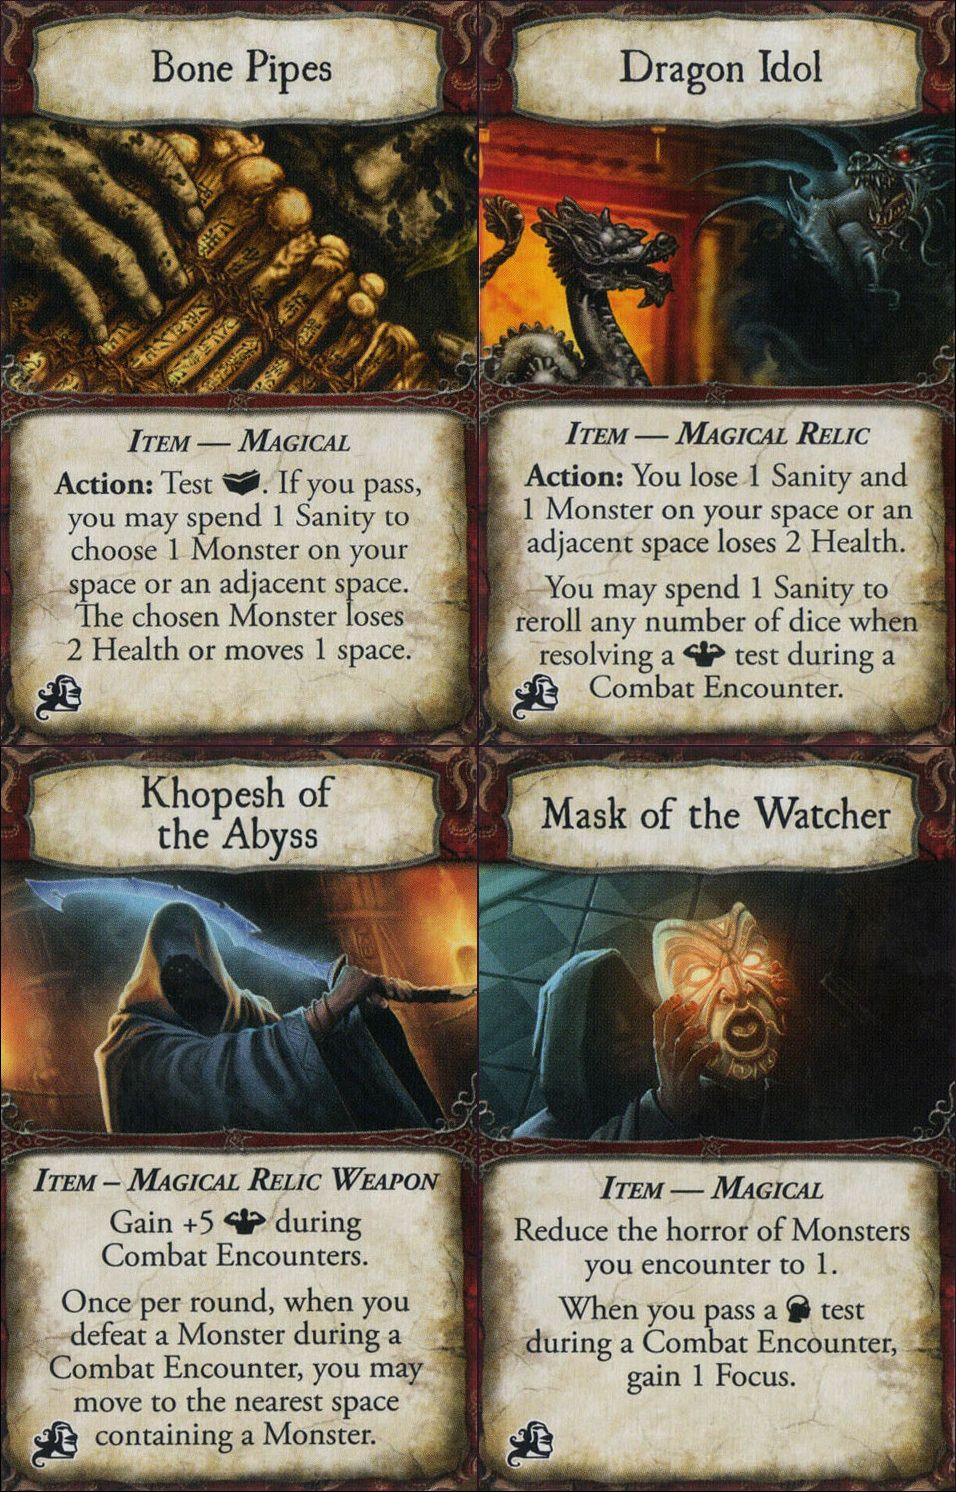 Bone Pipes
ITEM — MAGICAL
Action: Test . If you pass,
you may spend 1 Sanity to
choose 1 Monster on your
space or an adjacent space.
The chosen Monster loses
2 Health or moves 1 space.
Dragon Idol
ITEM — MAGICAL RELIC
Action: You lose 1 Sanity and
1 Monster on your space or an
adjacent space loses 2 Health.
You may spend 1 Sanity to
reroll any number of dice when
resolving a test during a
Combat Encounter.
Khopesh of
the Abyss
ITEM – MAGICAL RELIC WEAPON
Gain +5 during
Combat Encounters.
Once per round, when you
defeat a Monster during a
Combat Encounter, you may
move to the nearest space
containing a Monster.
Mask of the Watcher
ITEM — MAGICAL
Reduce the horror of Monsters
you encounter to 1.
When you pass a test
during a Combat Encounter,
gain 1 Focus.